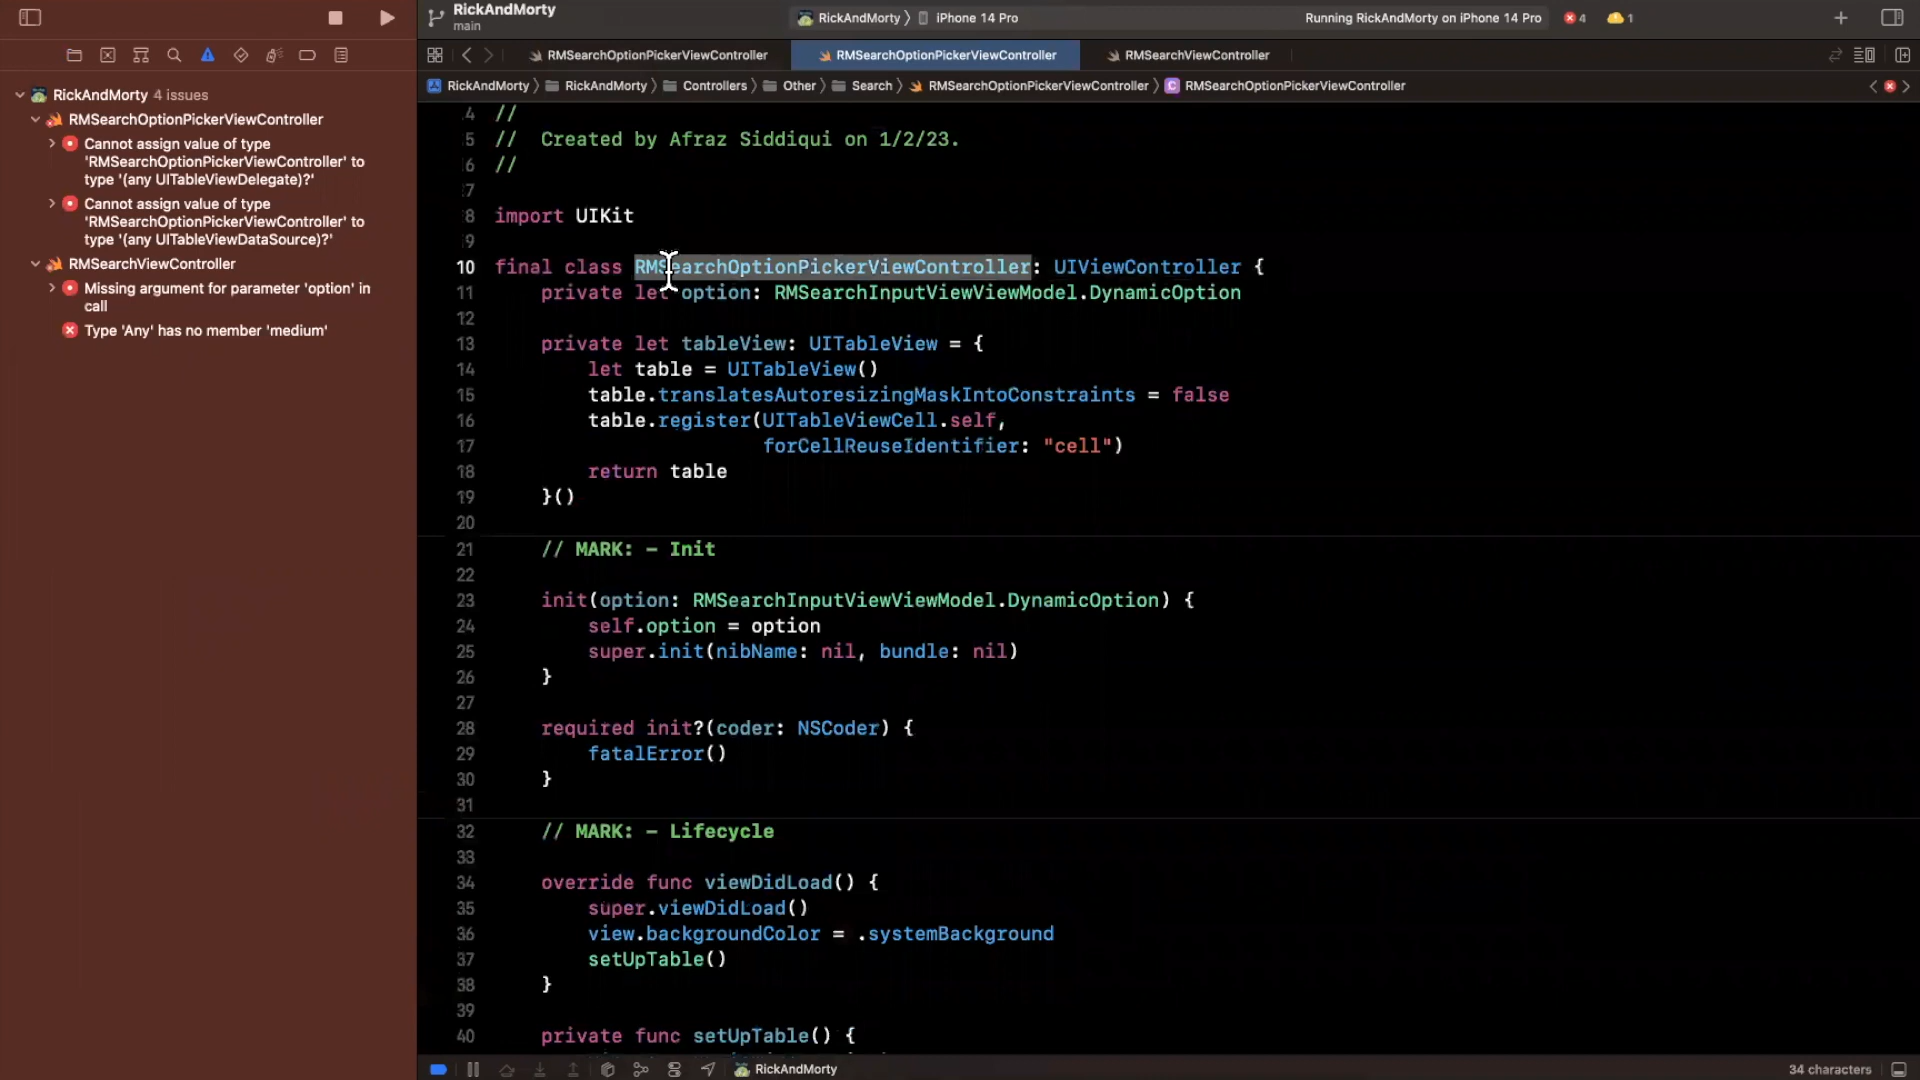 RickAndMorty
main
RickAndMorty 〉 iPhone 14 Pro
Running RickAndMorty on iPhone 14 Pro
4
1
RMSearchOptionPickerViewController
RMSearchOptionPickerViewController
RMSearchViewController
RickAndMorty 〉 RickAndMorty 〉 Controllers 〉 Other 〉 Search 〉 RMSearchOptionPickerViewController 〉 RMSearchOptionPickerViewController
RickAndMorty 4 issues
RMSearchOptionPickerViewController
Cannot assign value of type
'RMSearchOptionPickerViewController' to
type '(any UITableViewDelegate)?'
Cannot assign value of type
'RMSearchOptionPickerViewController' to
type '(any UITableViewDataSource)?'
RMSearchViewController
Missing argument for parameter 'option' in
call
Type 'Any' has no member 'medium'
4 //
5 //  Created by Afraz Siddiqui on 1/2/23.
6 //
7
8 import UIKit
9
10 final class RMSearchOptionPickerViewController: UIViewController {
11     private let option: RMSearchInputViewViewModel.DynamicOption
12
13     private let tableView: UITableView = {
14         let table = UITableView()
15         table.translatesAutoresizingMaskIntoConstraints = false
16         table.register(UITableViewCell.self,
17                        forCellReuseIdentifier: "cell")
18         return table
19     }()
20
21     // MARK: - Init
22
23     init(option: RMSearchInputViewViewModel.DynamicOption) {
24         self.option = option
25         super.init(nibName: nil, bundle: nil)
26     }
27
28     required init?(coder: NSCoder) {
29         fatalError()
30     }
31
32     // MARK: - Lifecycle
33
34     override func viewDidLoad() {
35         super.viewDidLoad()
36         view.backgroundColor = .systemBackground
37         setUpTable()
38     }
39
40     private func setUpTable() {
RickAndMorty
34 characters